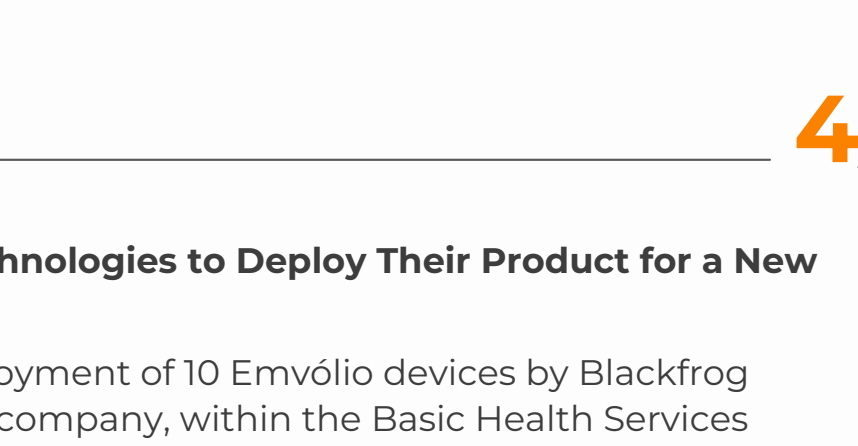 4
hnologies to Deploy Their Product for a New
oyment of 10 Emvólio devices by Blackfrog
company, within the Basic Health Services